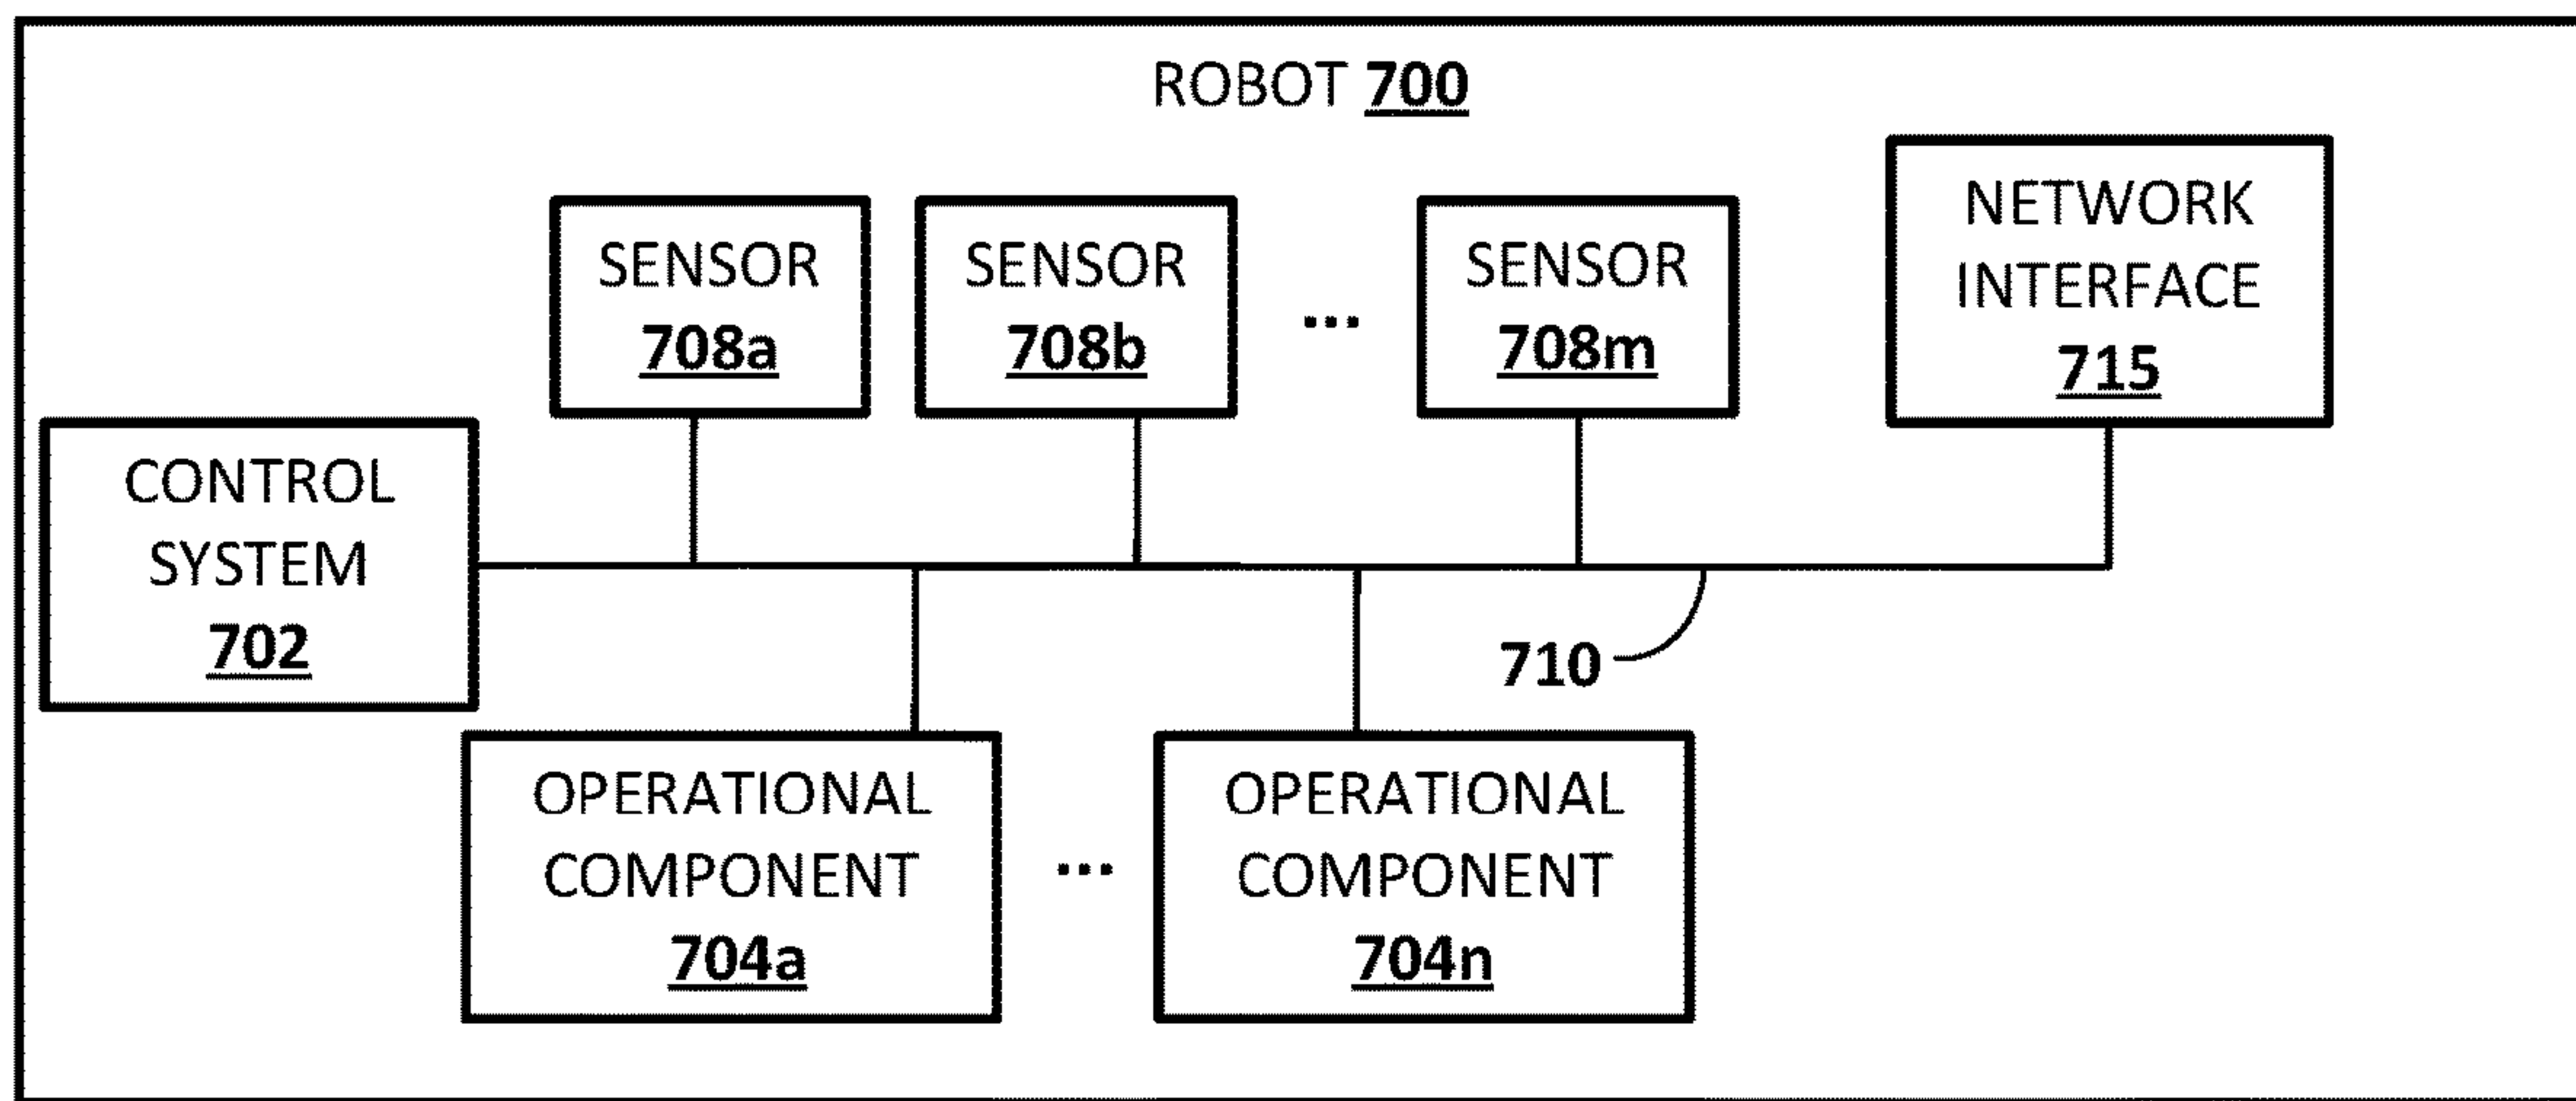 ROBOT 700
SENSOR
708a
SENSOR
708b
...
SENSOR
708m
NETWORK
INTERFACE
715
CONTROL
SYSTEM
702
710
OPERATIONAL
COMPONENT
704a
...
OPERATIONAL
COMPONENT
704n